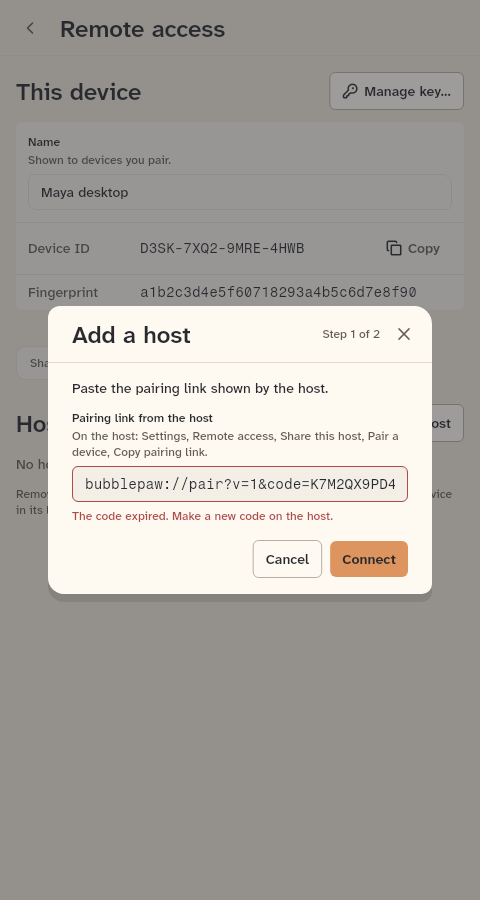 Remote access
This device
Manage key...
Name
Shown to devices you pair.
Maya desktop
Device ID
D3SK-7XQ2-9MRE-4HWB
Copy
Fingerprint
a1b2c3d4e5f60718293a4b5c6d7e8f90
Add a host
Step 1 of 2
Paste the pairing link shown by the host.
Pairing link from the host
On the host: Settings, Remote access, Share this host, Pair a
device, Copy pairing link.
bubblepaw://pair?v=1&code=K7M2QX9PD4
The code expired. Make a new code on the host.
Cancel
Connect
No
in its